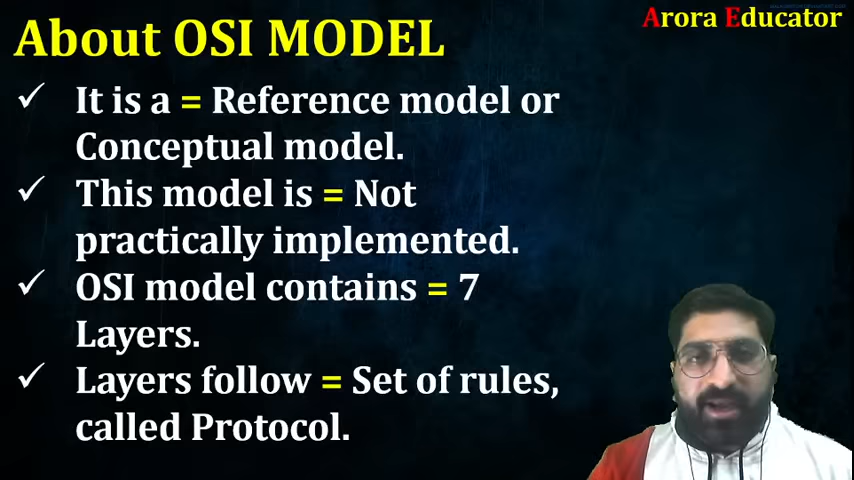 About OSI MODEL
Arora Educator
✓ It is a = Reference model or
Conceptual model.
✓ This model is = Not
practically implemented.
✓ OSI model contains = 7
Layers.
✓ Layers follow = Set of rules,
called Protocol.